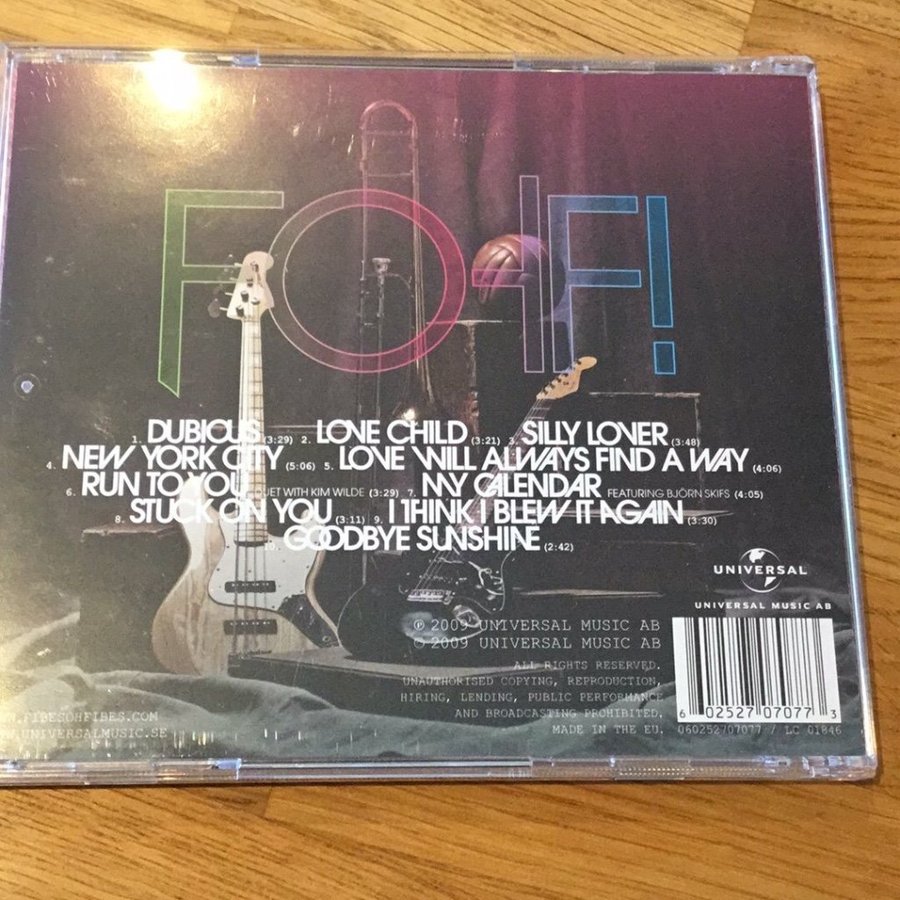 FOHF!
1. DUBIOUS (3:29) 2. LOVE CHILD (3:21) 3. SILLY LOVER (3:48)
4. NEW YORK CITY (5:06) 5. LOVE WILL ALWAYS FIND A WAY (4:06)
6. RUN TO YOU DUET WITH KIM WILDE (3:29) 7. MY CALENDAR FEATURING BJÖRN SKIFS (4:05)
8. STUCK ON YOU (3:11) 9. I THINK I BLEW IT AGAIN (3:30)
GOODBYE SUNSHINE (2:42)
UNIVERSAL
UNIVERSAL MUSIC AB
℗ 2009 UNIVERSAL MUSIC AB
© 2009 UNIVERSAL MUSIC AB
ALL RIGHTS RESERVED.
UNAUTHORISED COPYING, REPRODUCTION,
HIRING, LENDING, PUBLIC PERFORMANCE
AND BROADCASTING PROHIBITED.
MADE IN THE EU.
6 02527 07077 3
060252707077 / LC 01846
WW.FIBESOHFIBES.COM
WW.UNIVERSALMUSIC.SE